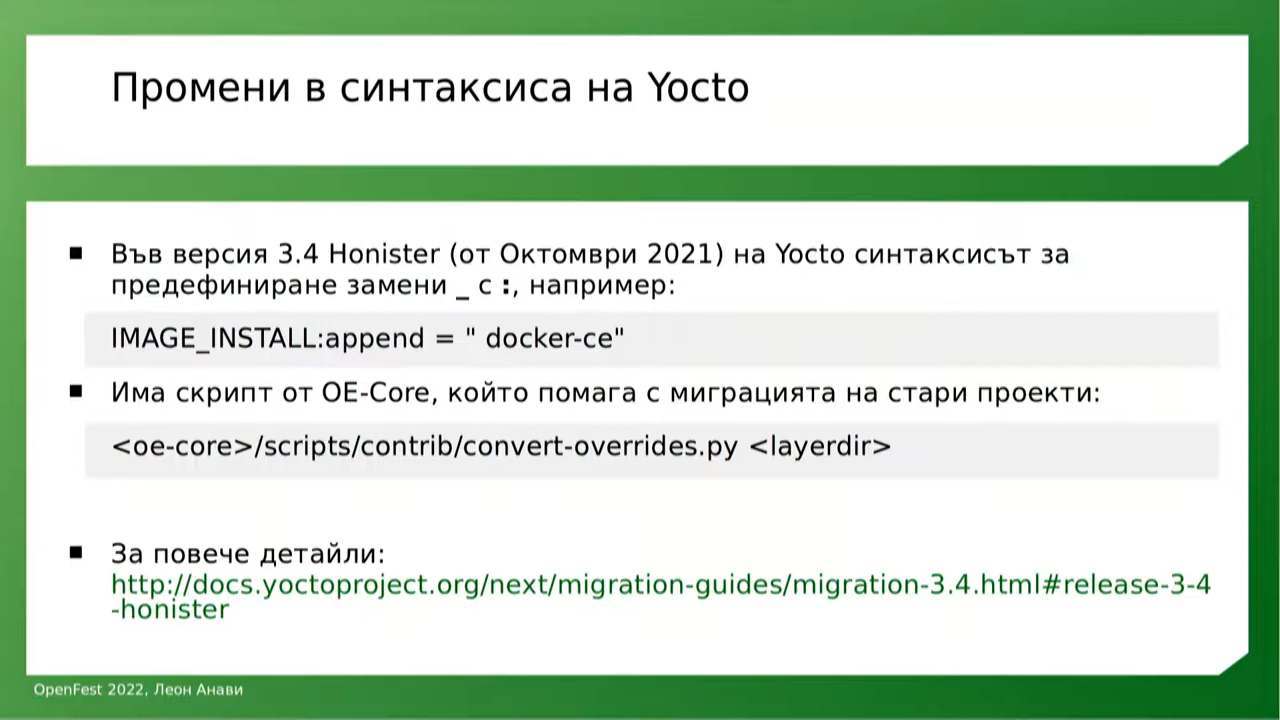 Промени в синтаксиса на Yocto
Във версия 3.4 Honister (от Октомври 2021) на Yocto синтаксисът за
предефиниране замени _ с :, например:
IMAGE_INSTALL:append = " docker-ce"
Има скрипт от OE-Core, който помага с миграцията на стари проекти:
<oe-core>/scripts/contrib/convert-overrides.py <layerdir>
За повече детайли:
http://docs.yoctoproject.org/next/migration-guides/migration-3.4.html#release-3-4
-honister
OpenFest 2022, Леон Анави